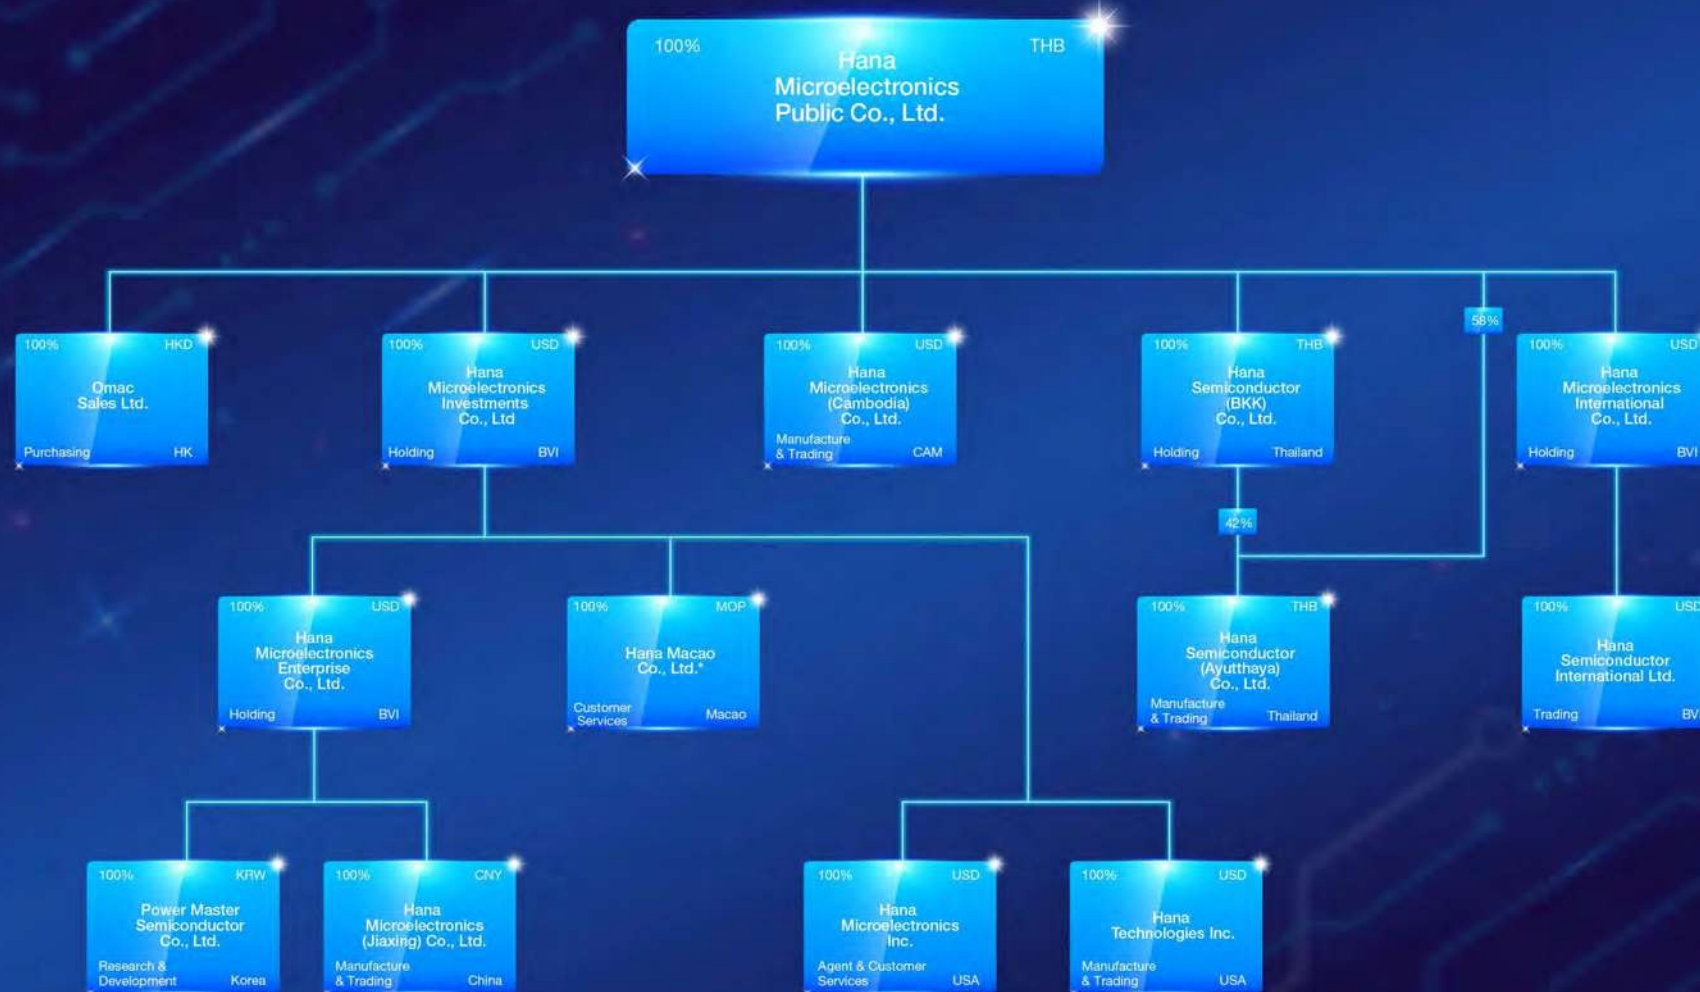 100%
THB
Hana
Microelectronics
Public Co., Ltd.
58%
100%
HKD
Omac
Sales Ltd.
Purchasing
HK
100%
USD
Hana
Microelectronics
Investments
Co., Ltd
Holding
BVI
100%
USD
Hana
Microelectronics
(Cambodia)
Co., Ltd.
Manufacture
& Trading
CAM
100%
THB
Hana
Semiconductor
(BKK)
Co., Ltd.
Holding
Thailand
100%
USD
Hana
Microelectronics
International
Co., Ltd.
Holding
BVI
42%
100%
USD
Hana
Microelectronics
Enterprise
Co., Ltd.
Holding
BVI
100%
MOP
Hana Macao
Co., Ltd.*
Customer
Services
Macao
100%
THB
Hana
Semiconductor
(Ayutthaya)
Co., Ltd.
Manufacture
& Trading
Thailand
100%
USD
Hana
Semiconductor
International Ltd.
Trading
BV
100%
KRW
Power Master
Semiconductor
Co., Ltd.
Research &
Development
Korea
100%
CNY
Hana
Microelectronics
(Jiaxing) Co., Ltd.
Manufacture
& Trading
China
100%
USD
Hana
Microelectronics
Inc.
Agent & Customer
Services
USA
100%
USD
Hana
Technologies Inc.
Manufacture
& Trading
USA